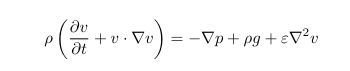 ρ(∂v/∂t + v · ∇v) = −∇p + ρg + ε∇²v